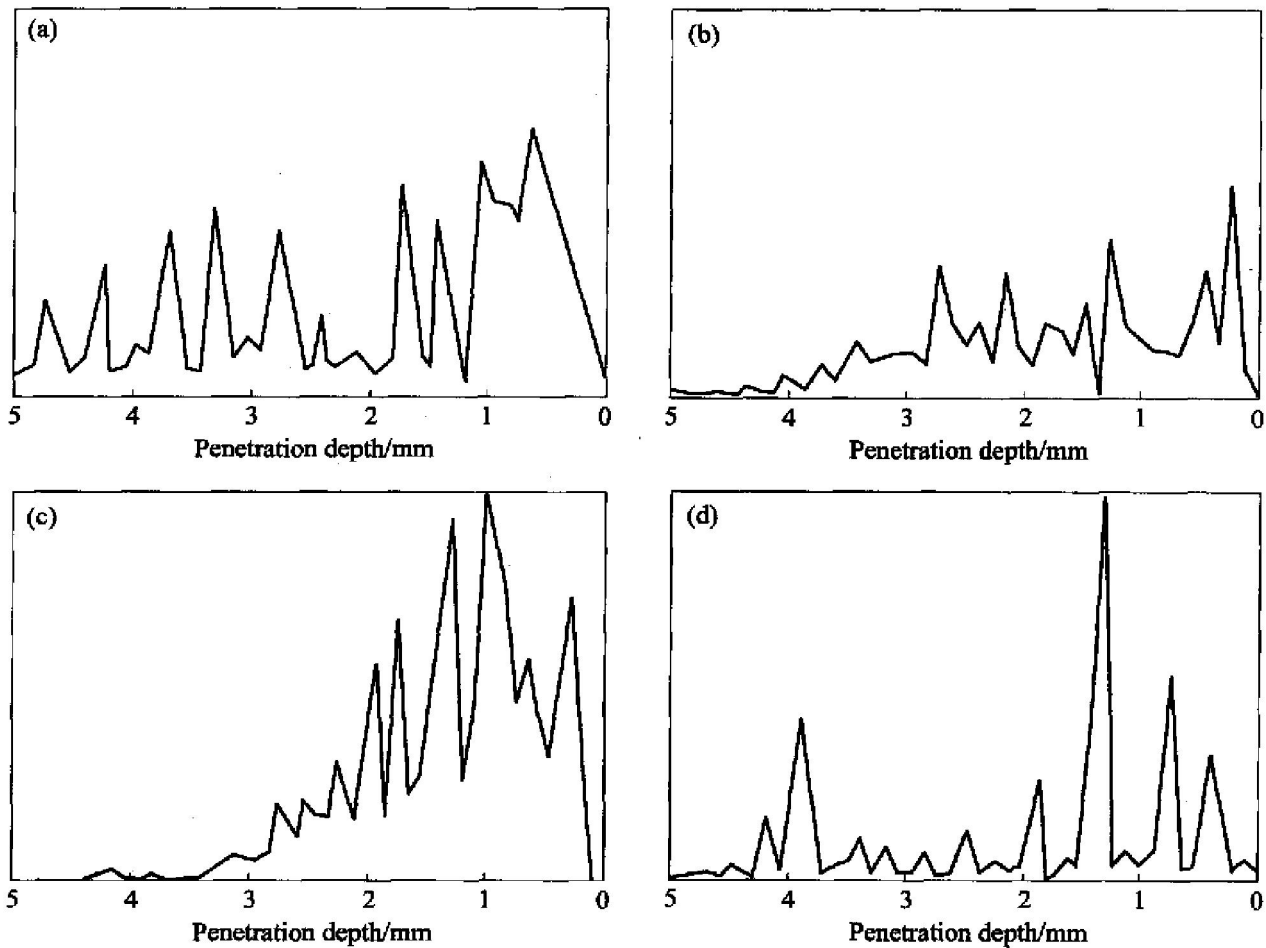 (a)
5 4 3 2 1 0
Penetration depth/mm
(b)
5 4 3 2 1 0
Penetration depth/mm
(c)
5 4 3 2 1 0
Penetration depth/mm
(d)
5 4 3 2 1 0
Penetration depth/mm